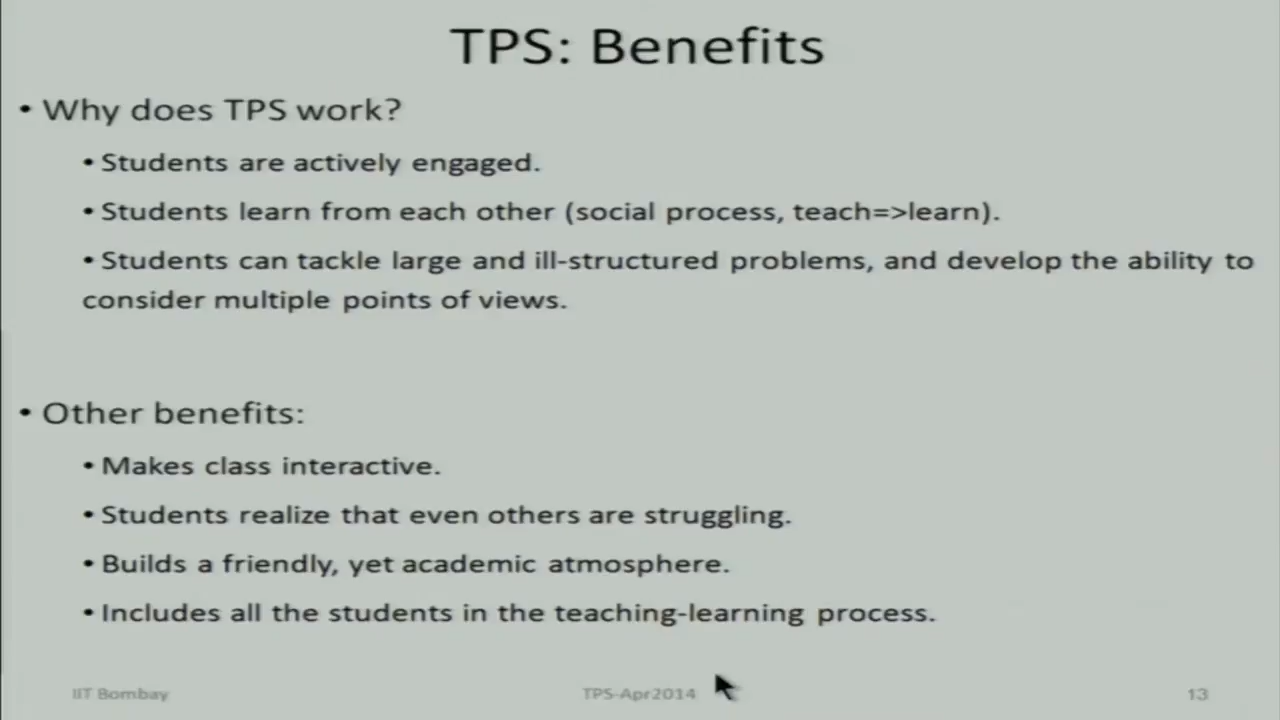 TPS: Benefits
• Why does TPS work?
• Students are actively engaged.
• Students learn from each other (social process, teach=>learn).
• Students can tackle large and ill-structured problems, and develop the ability to
consider multiple points of views.
• Other benefits:
• Makes class interactive.
• Students realize that even others are struggling.
• Builds a friendly, yet academic atmosphere.
• Includes all the students in the teaching-learning process.
IIT Bombay TPS-Apr2014 13